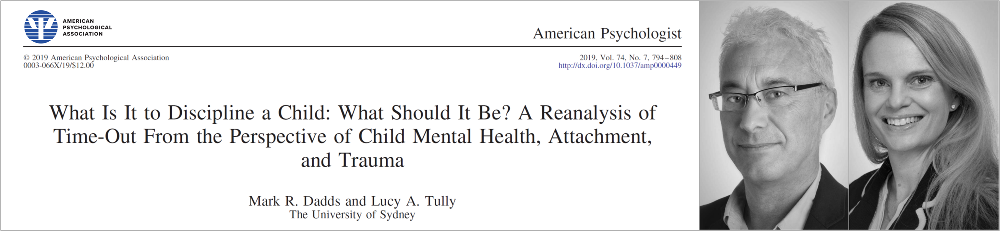 AMERICAN
PSYCHOLOGICAL
ASSOCIATION
American Psychologist
© 2019 American Psychological Association
0003-066X/19/$12.00
2019, Vol. 74, No. 7, 794–808
http://dx.doi.org/10.1037/amp0000449
What Is It to Discipline a Child: What Should It Be? A Reanalysis of
Time-Out From the Perspective of Child Mental Health, Attachment,
and Trauma
Mark R. Dadds and Lucy A. Tully
The University of Sydney